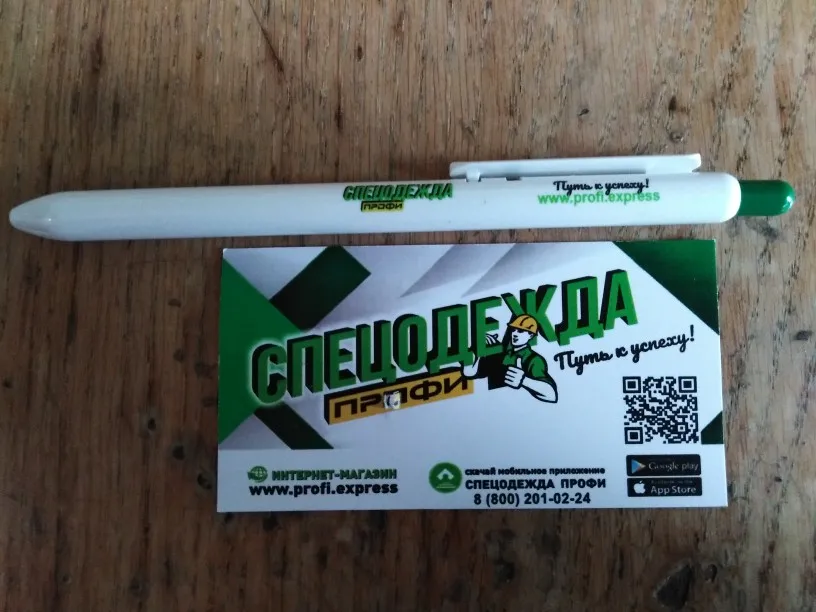 СПЕЦОДЕЖДА
ПРОФИ
Путь к успеху!
www.profi.express
СПЕЦОДЕЖДА
ПРОФИ
Путь к успеху!
ИНТЕРНЕТ-МАГАЗИН
www.profi.express
скачай мобильное приложение
СПЕЦОДЕЖДА ПРОФИ
8 (800) 201-02-24
Google play
App Store